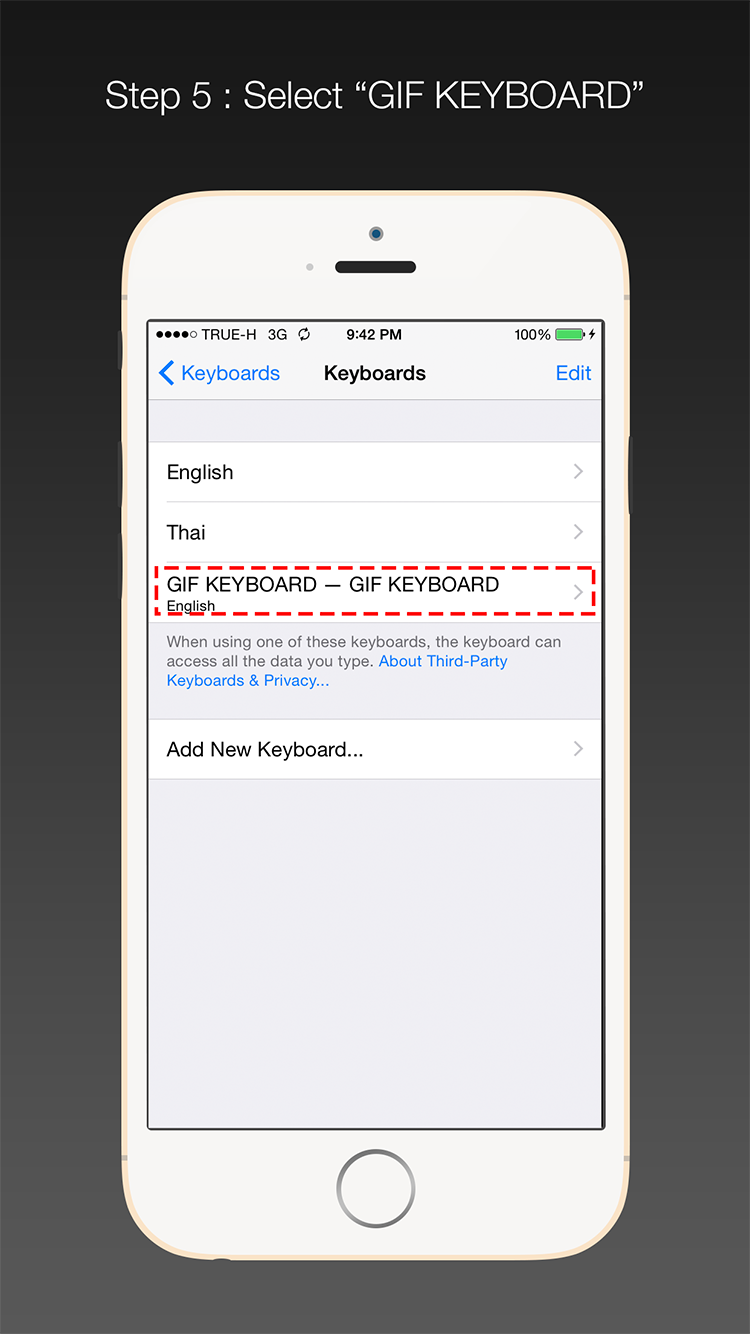 Step 5 : Select “GIF KEYBOARD”
TRUE-H 3G 9:42 PM 100%
Keyboards Keyboards Edit
English
Thai
GIF KEYBOARD — GIF KEYBOARD
English
When using one of these keyboards, the keyboard can
access all the data you type. About Third-Party
Keyboards & Privacy...
Add New Keyboard...